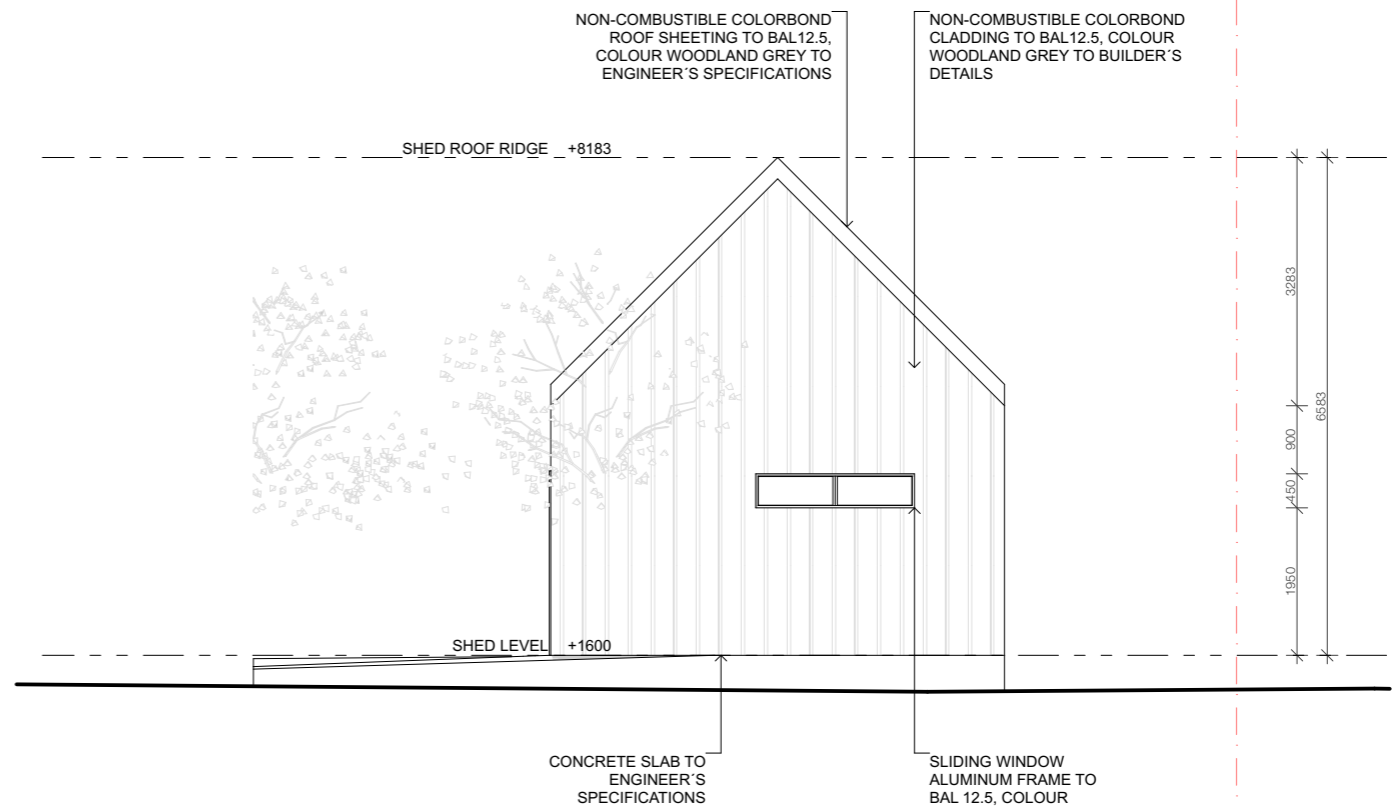 NON-COMBUSTIBLE COLORBOND
ROOF SHEETING TO BAL12.5,
COLOUR WOODLAND GREY TO
ENGINEER´S SPECIFICATIONS
NON-COMBUSTIBLE COLORBOND
CLADDING TO BAL12.5, COLOUR
WOODLAND GREY TO BUILDER´S
DETAILS
SHED ROOF RIDGE +8183
3283
6583
900
450
1950
SHED LEVEL +1600
CONCRETE SLAB TO
ENGINEER´S
SPECIFICATIONS
SLIDING WINDOW
ALUMINUM FRAME TO
BAL 12.5, COLOUR